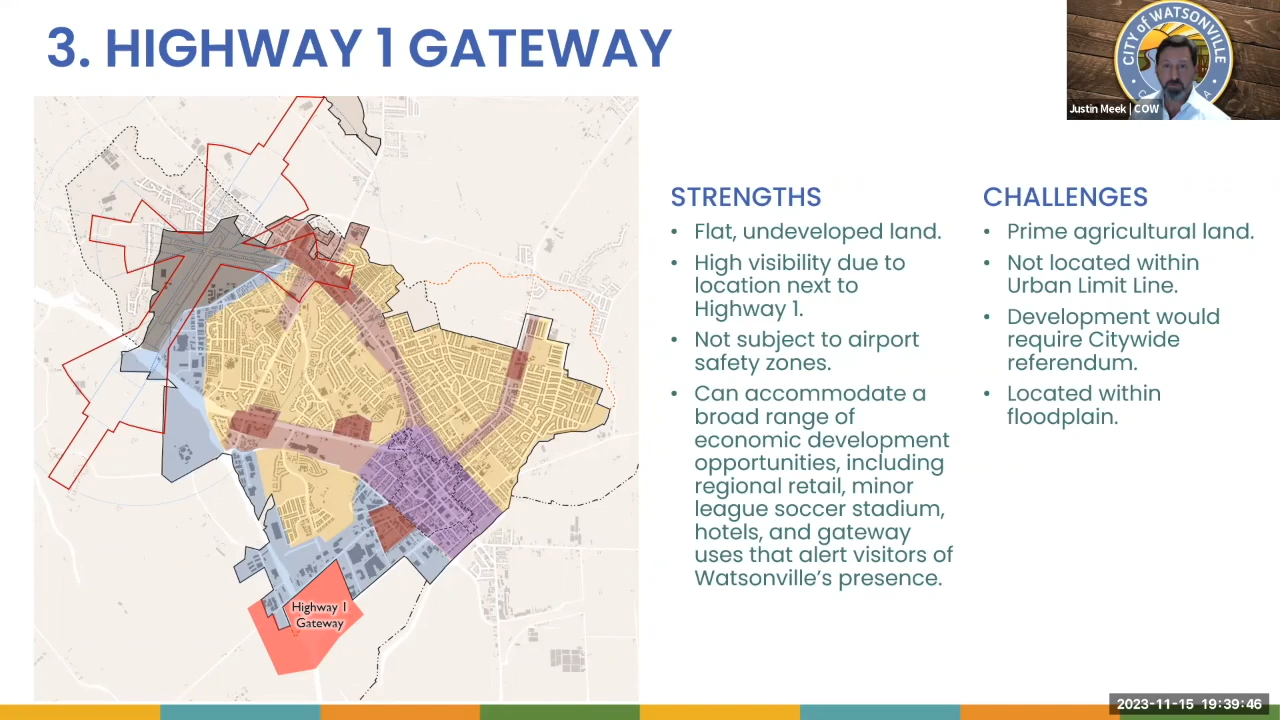 3. HIGHWAY 1 GATEWAY
CITY of WATSONVILLE
Justin Meek | COW
Highway 1
Gateway
STRENGTHS
• Flat, undeveloped land.
• High visibility due to
location next to
Highway 1.
• Not subject to airport
safety zones.
• Can accommodate a
broad range of
economic development
opportunities, including
regional retail, minor
league soccer stadium,
hotels, and gateway
uses that alert visitors of
Watsonville’s presence.
CHALLENGES
• Prime agricultural land.
• Not located within
Urban Limit Line.
• Development would
require Citywide
referendum.
• Located within
floodplain.
2023-11-15 19:39:46